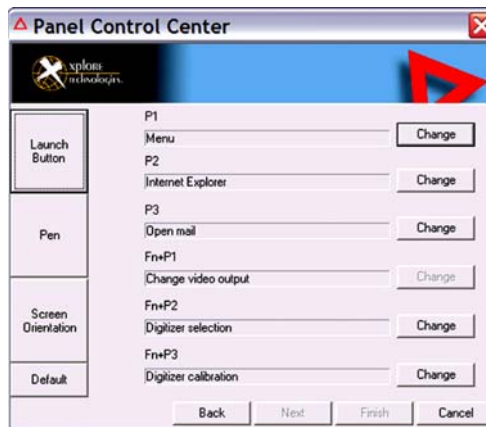 Panel Control Center
xplore
technologies.
Launch
Button
Pen
Screen
Orientation
Default
P1
Menu
Change
P2
Internet Explorer
Change
P3
Open mail
Change
Fn+P1
Change video output
Change
Fn+P2
Digitizer selection
Change
Fn+P3
Digitizer calibration
Change
Back
Next
Finish
Cancel